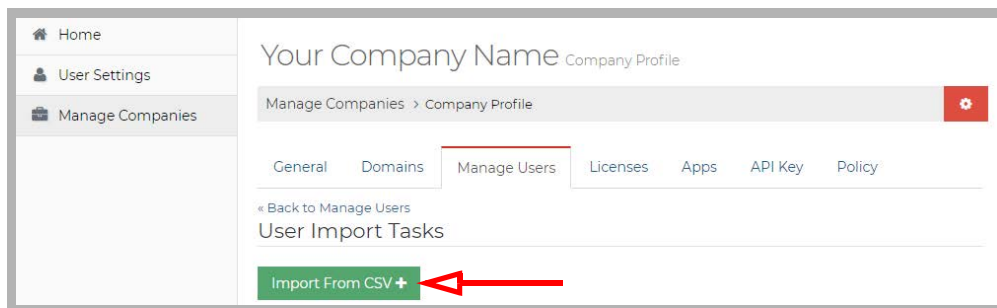 Home
User Settings
Manage Companies
Your Company Name Company Profile
Manage Companies > Company Profile
General Domains Manage Users Licenses Apps API Key Policy
« Back to Manage Users
User Import Tasks
Import From CSV +